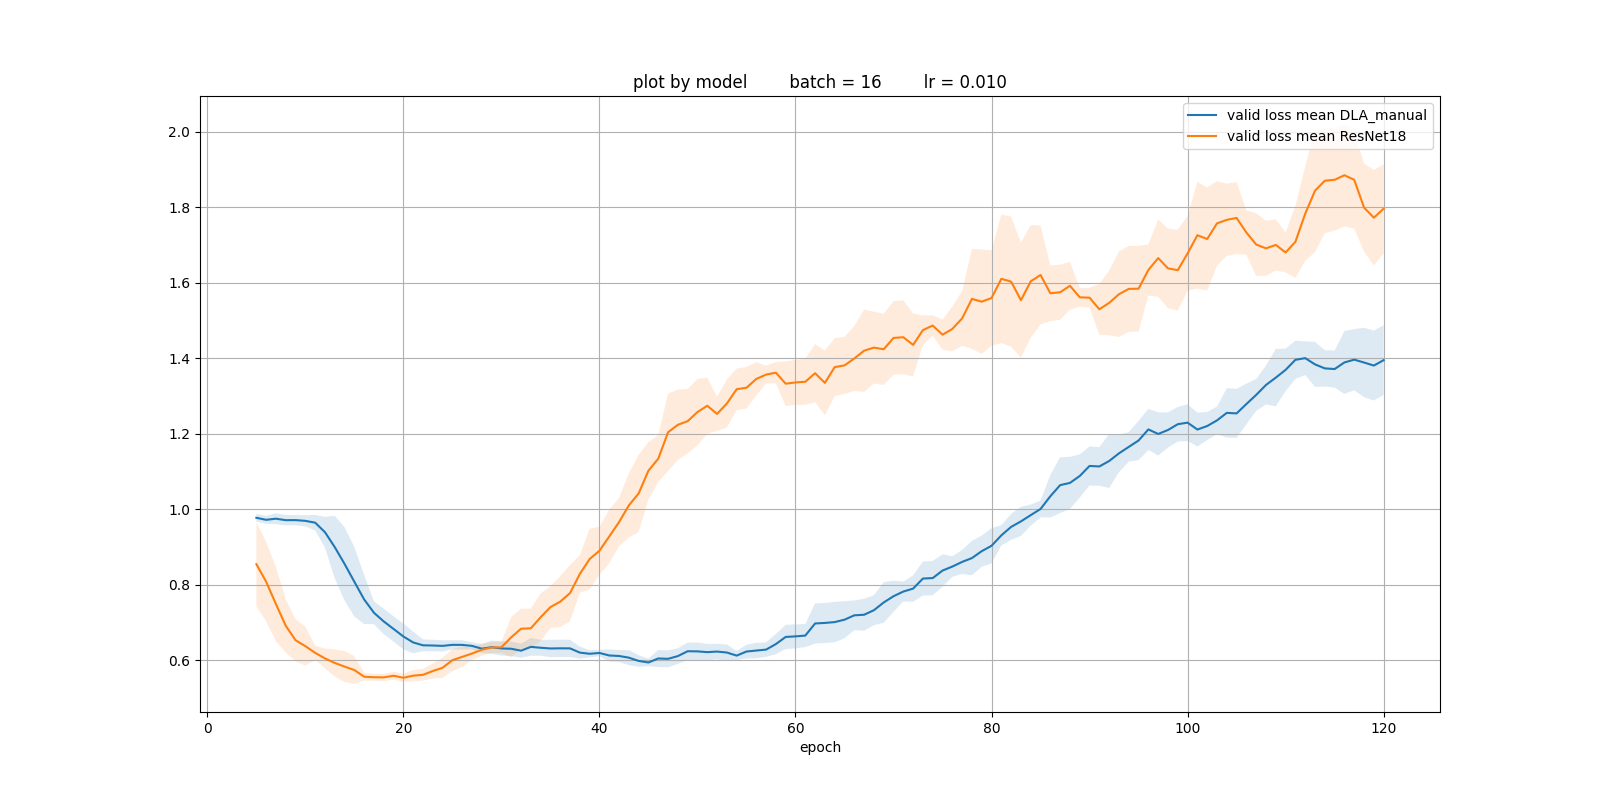 plot by model batch = 16 lr = 0.010
valid loss mean DLA_manual
valid loss mean ResNet18
2.0
1.8
1.6
1.4
1.2
1.0
0.8
0.6
0 20 40 60 80 100 120
epoch